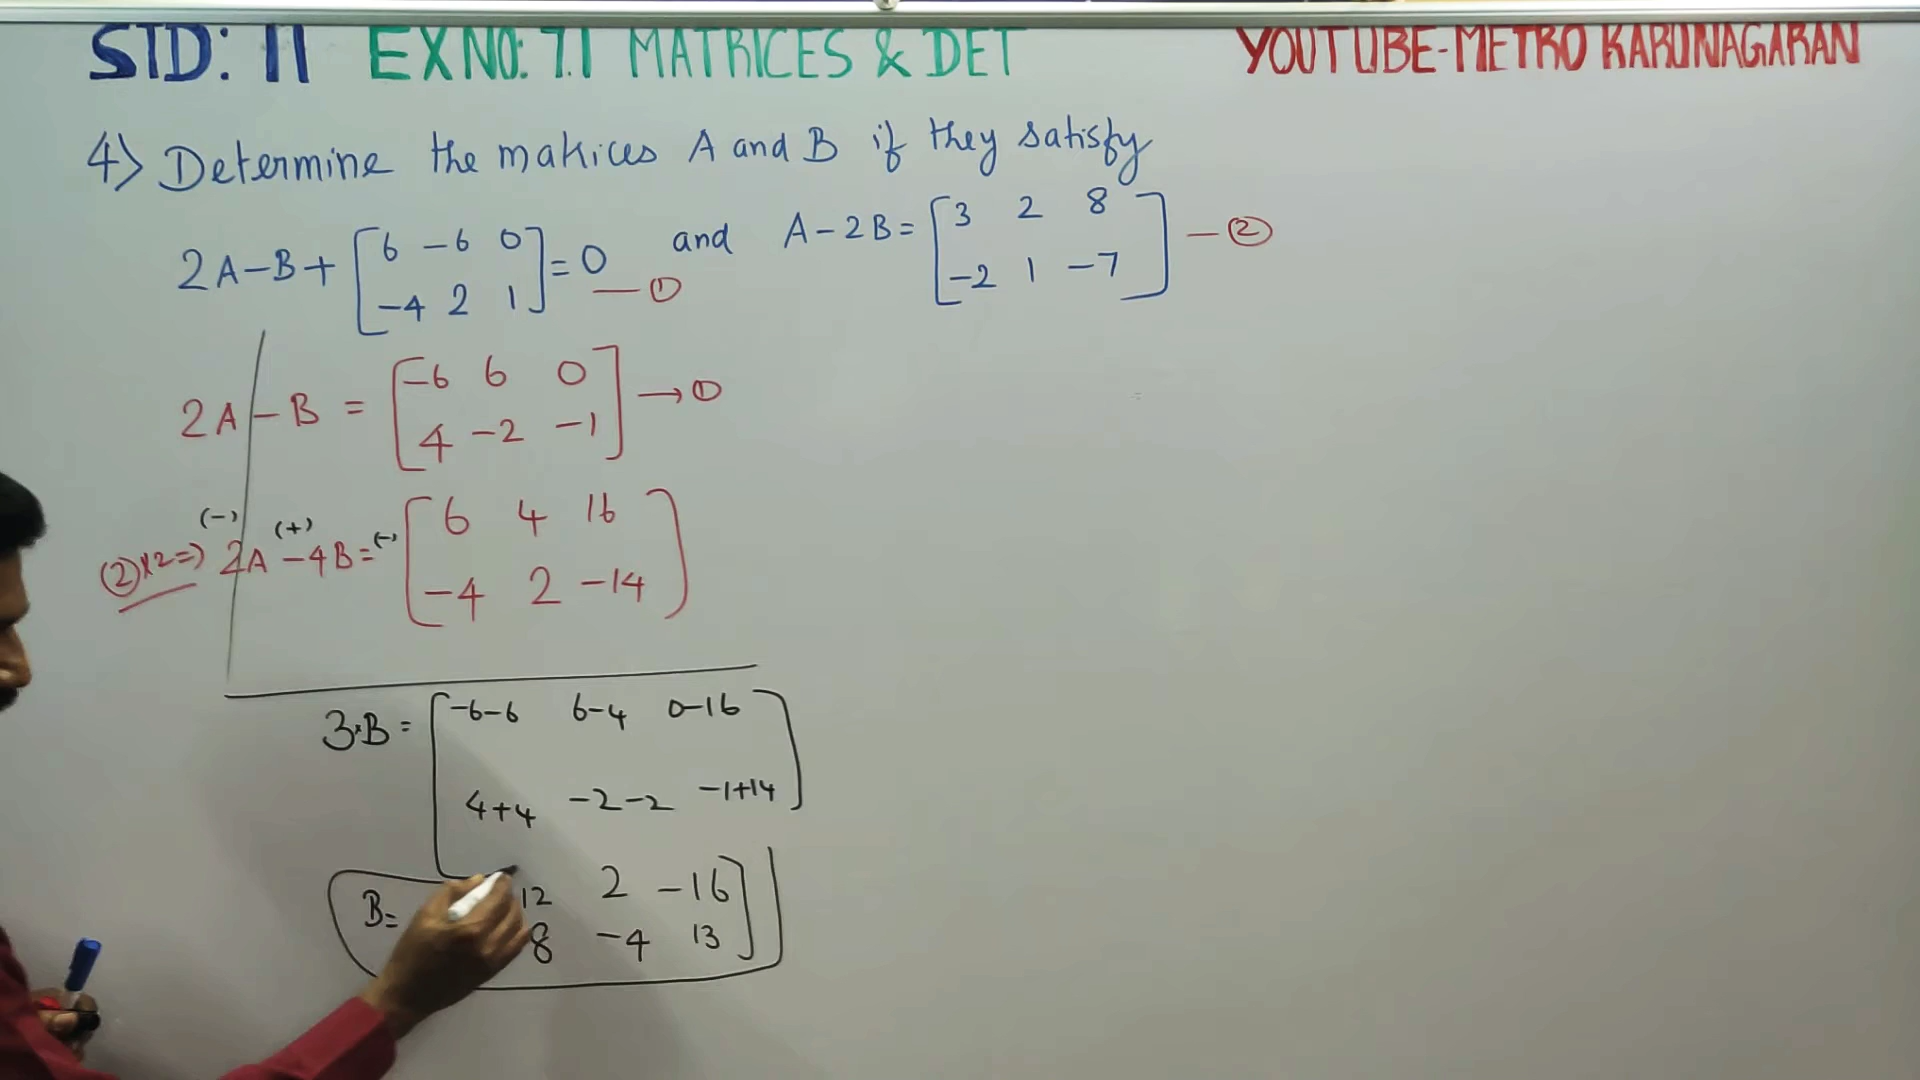 STD: 11 EX NO: 7.1 MATRICES & DET YOUTUBE-METRO KARUNAGARAN
4) Determine the matrices A and B if they satisfy
2A-B+[6 -6 0; -4 2 1]=0 —① and A-2B=[3 2 8; -2 1 -7] —②
2A-B = [-6 6 0; 4 -2 -1] →①
(-) (+)
②×2=) 2A-4B=(-)[6 4 16; -4 2 -14]
3·B=[-6-6 6-4 0-16
4+4 -2-2 -1+14]
B= 12 2 -16
8 -4 13